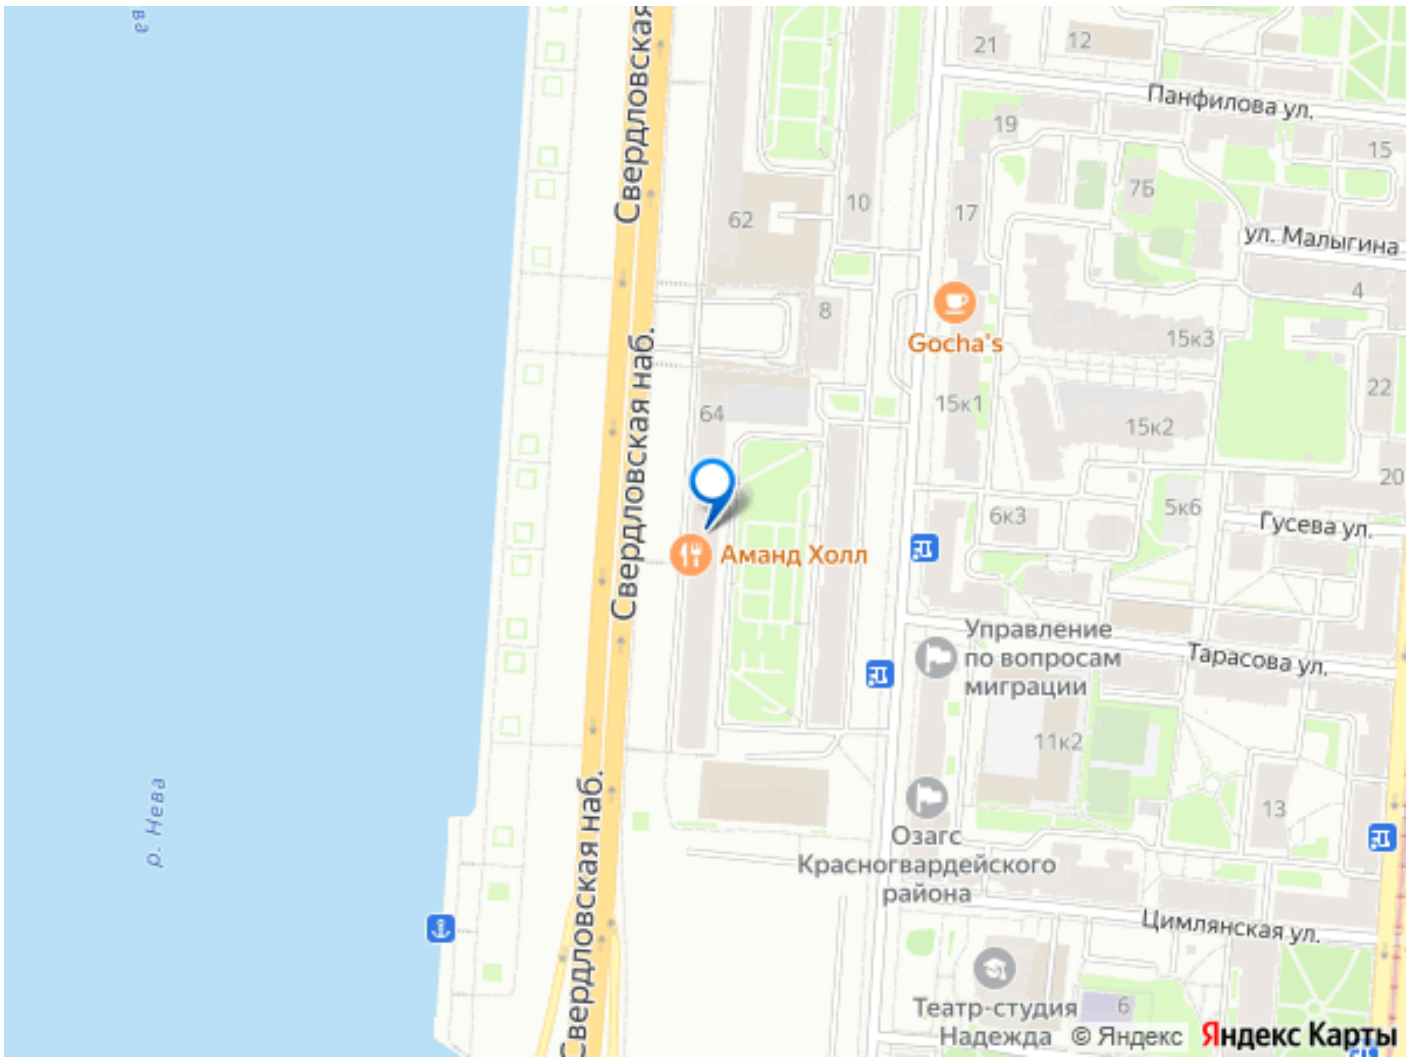 ва
Свердловская
21
12
Панфилова ул.
19
15
7Б
62
10
17
ул. Малыгина
4
8
Gocha's
15к3
Свердловская наб.
22
64
15к1
15к2
20
5к6
6к3
Гусева ул.
Аманд Холл
Управление
по вопросам
миграции
Тарасова ул.
11к2
р. Нева
Свердловская наб.
13
Озагс
Красногвардейского
района
Цимлянская ул.
Театр-студия
Надежда
6
© Яндекс
Яндекс Карты